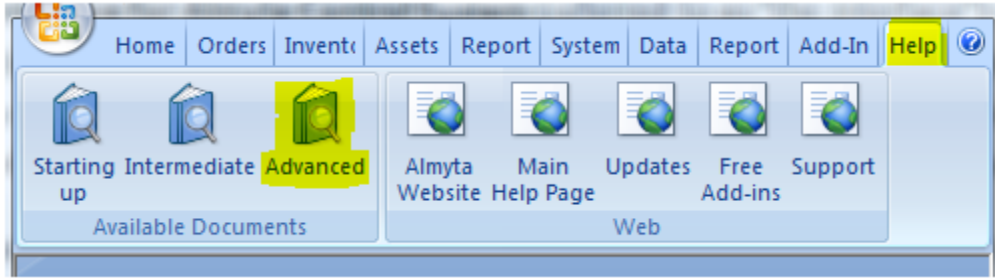 Home Orders Invento Assets Report System Data Report Add-In Help
Starting Intermediate Advanced Almyta Main Updates Free Support
up Website Help Page Add-ins
Available Documents Web